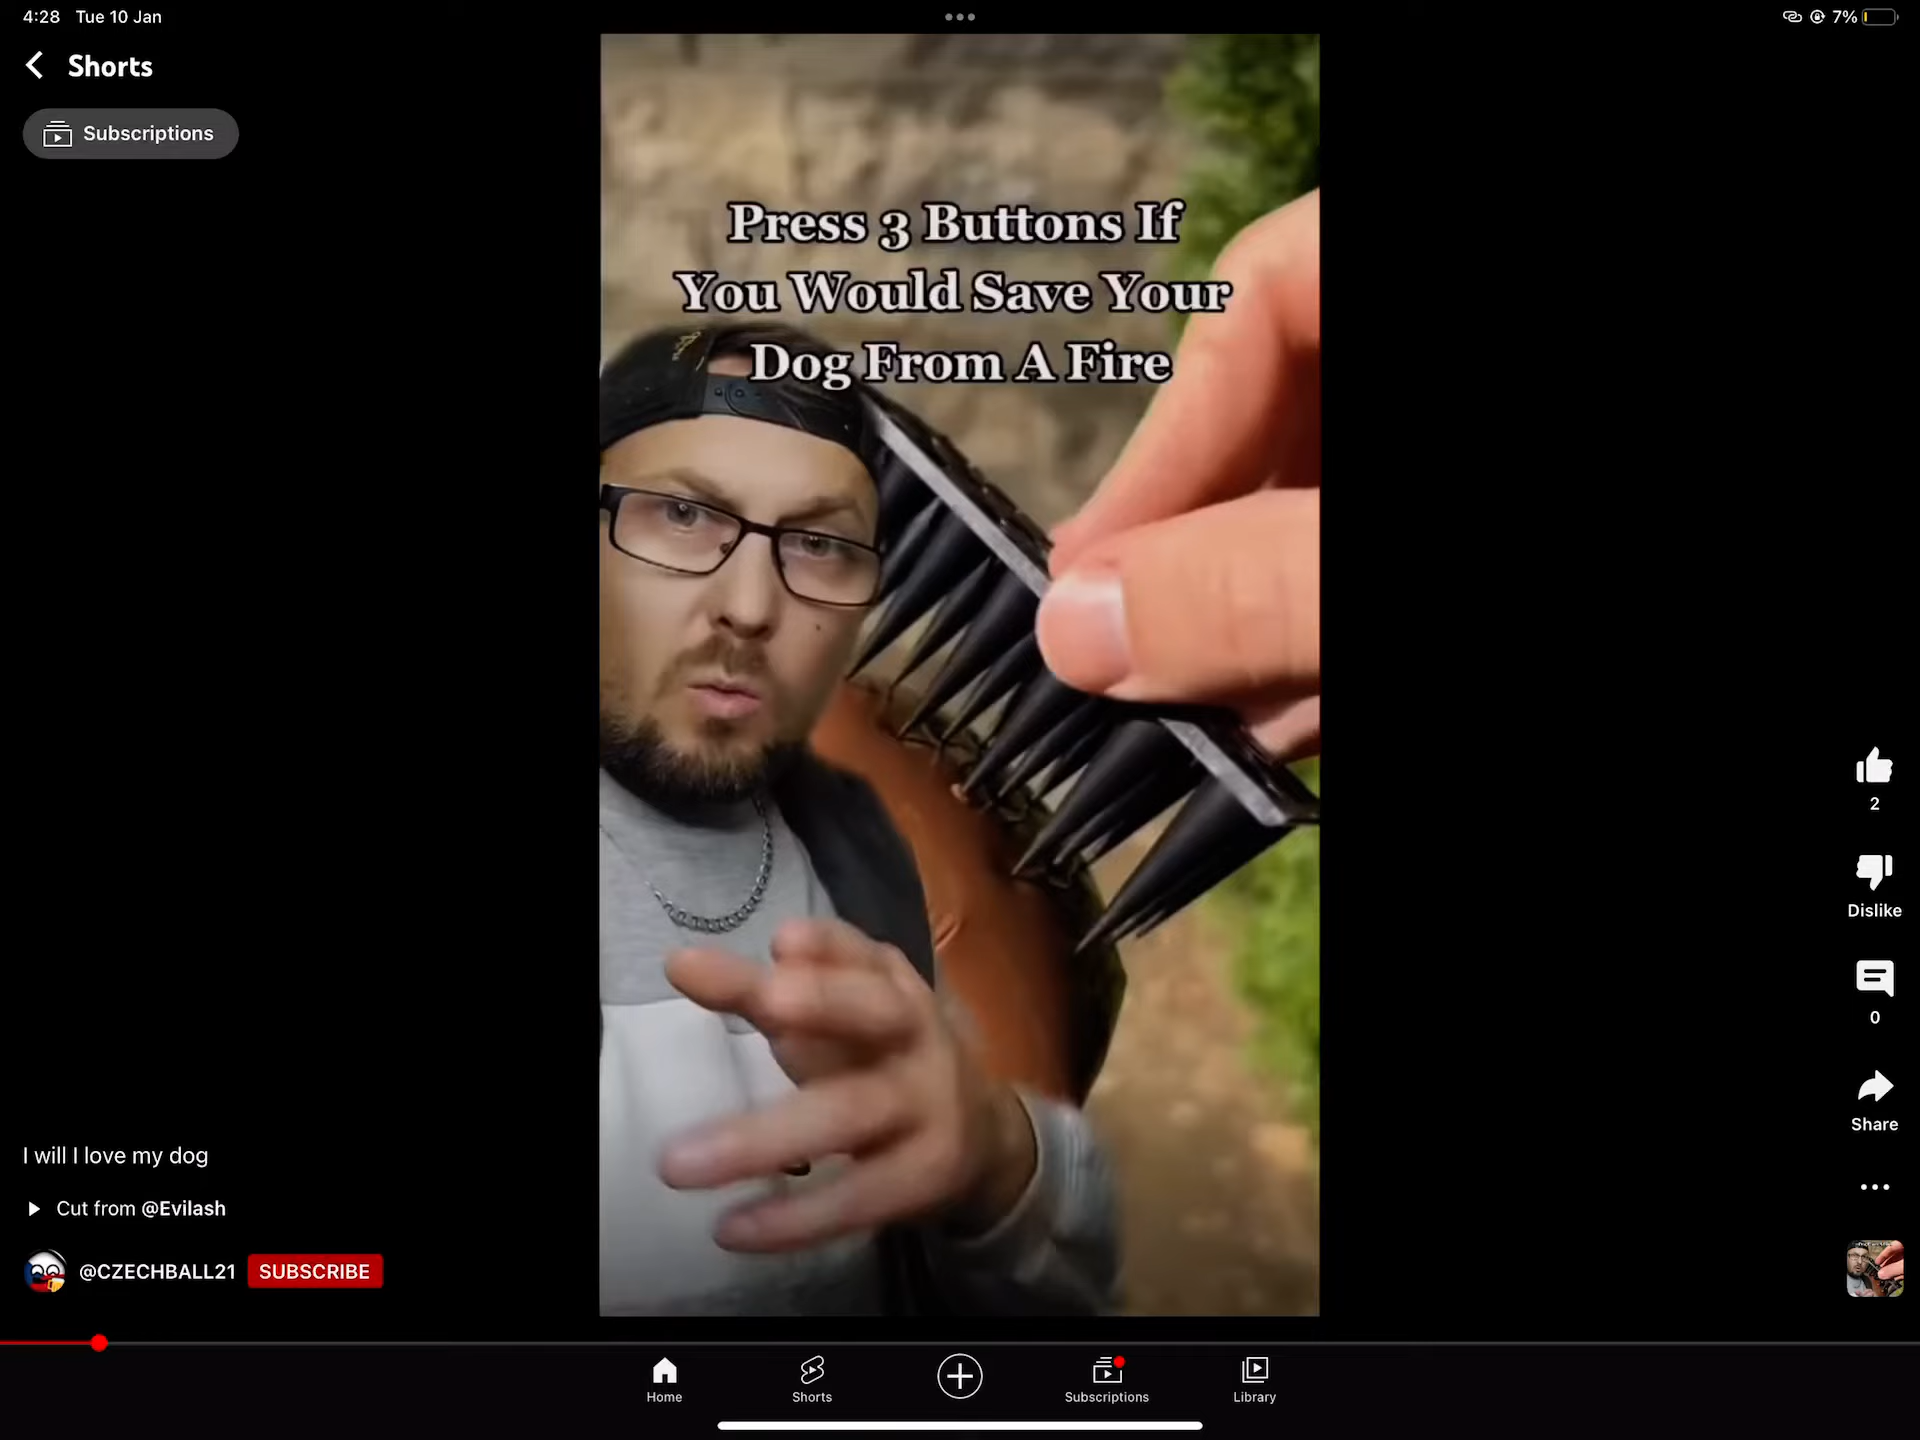 4:28 Tue 10 Jan
7%
Shorts
Subscriptions
Press 3 Buttons If
You Would Save Your
Dog From A Fire
2
Dislike
0
Share
I will I love my dog
Cut from @Evilash
@CZECHBALL21 SUBSCRIBE
Home Shorts Subscriptions Library